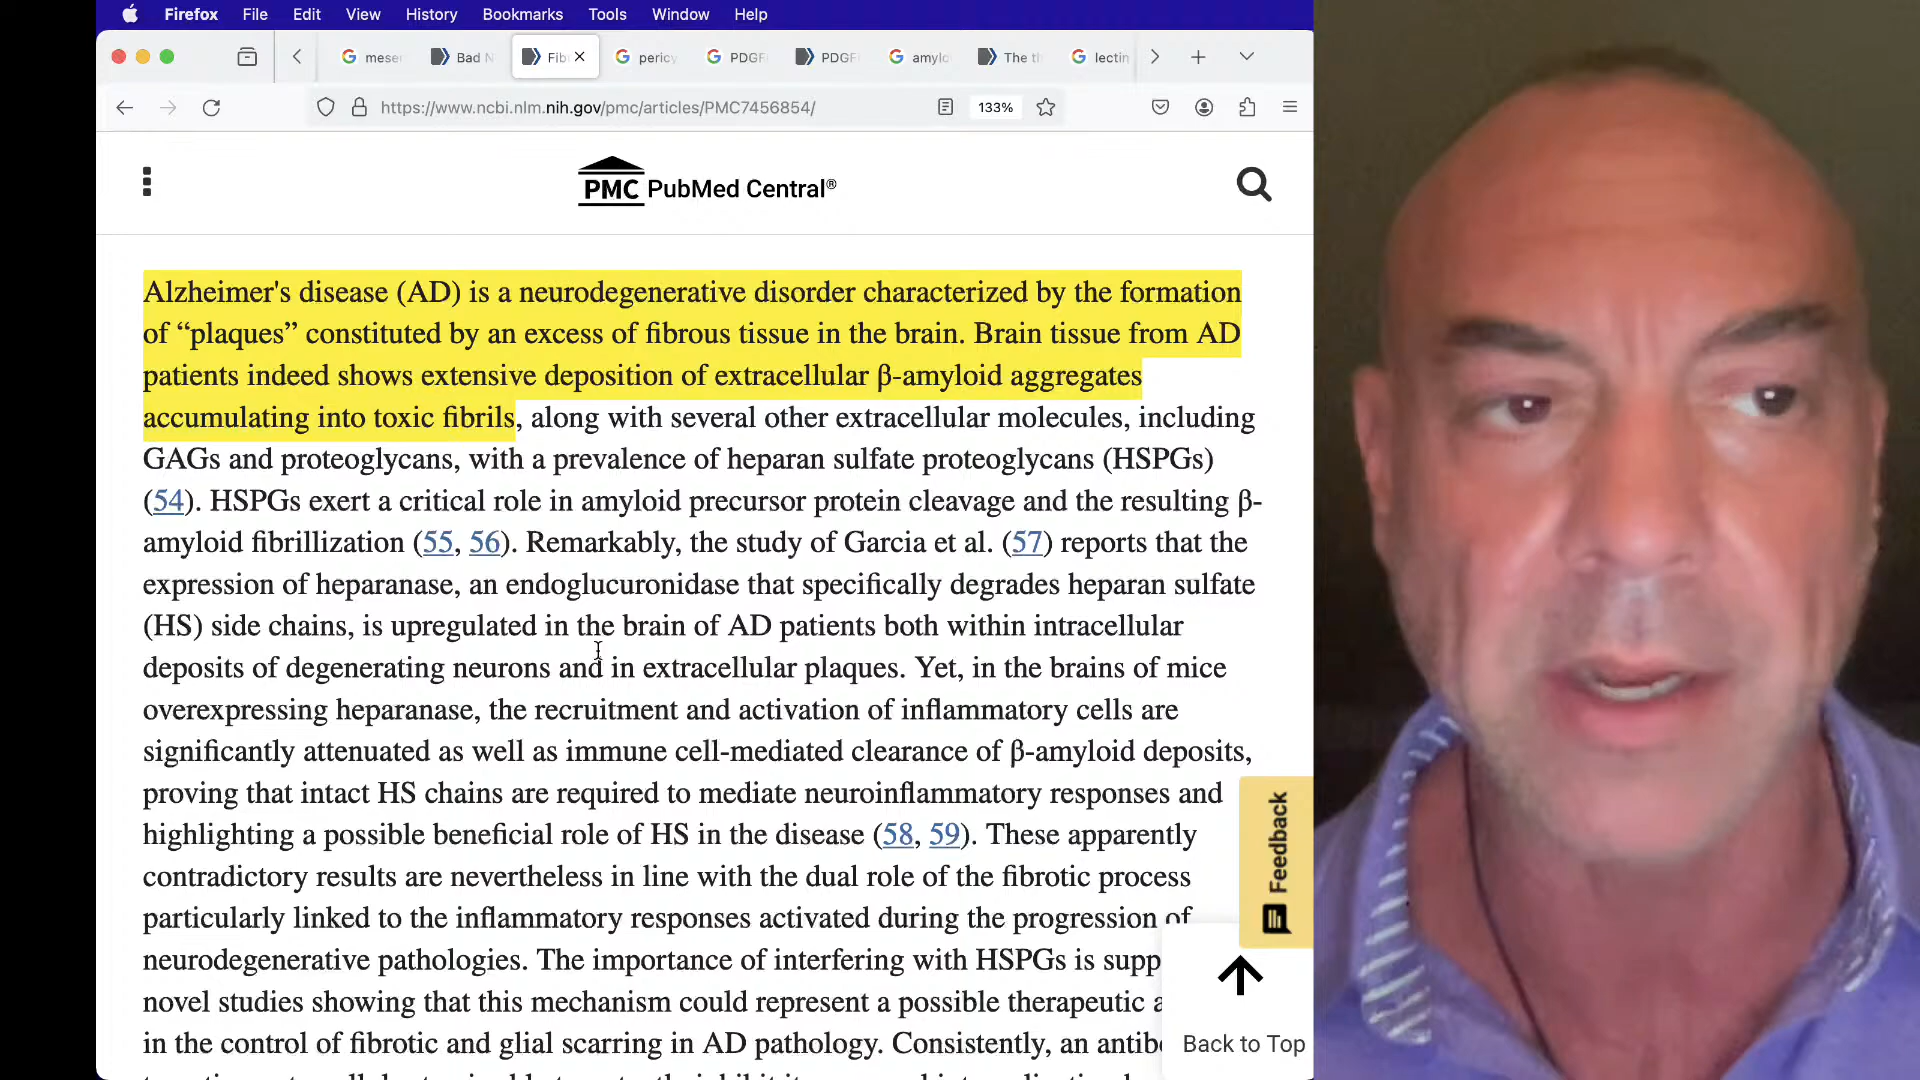 Firefox File Edit View History Bookmarks Tools Window Help
mese Bad N Fib pericy PDGF PDGF amylo The th lectin
https://www.ncbi.nlm.nih.gov/pmc/articles/PMC7456854/ 133%
PMC PubMed Central®
Alzheimer's disease (AD) is a neurodegenerative disorder characterized by the formation
of “plaques” constituted by an excess of fibrous tissue in the brain. Brain tissue from AD
patients indeed shows extensive deposition of extracellular β-amyloid aggregates
accumulating into toxic fibrils, along with several other extracellular molecules, including
GAGs and proteoglycans, with a prevalence of heparan sulfate proteoglycans (HSPGs)
(54). HSPGs exert a critical role in amyloid precursor protein cleavage and the resulting β-
amyloid fibrillization (55, 56). Remarkably, the study of Garcia et al. (57) reports that the
expression of heparanase, an endoglucuronidase that specifically degrades heparan sulfate
(HS) side chains, is upregulated in the brain of AD patients both within intracellular
deposits of degenerating neurons and in extracellular plaques. Yet, in the brains of mice
overexpressing heparanase, the recruitment and activation of inflammatory cells are
significantly attenuated as well as immune cell-mediated clearance of β-amyloid deposits,
proving that intact HS chains are required to mediate neuroinflammatory responses and
highlighting a possible beneficial role of HS in the disease (58, 59). These apparently
contradictory results are nevertheless in line with the dual role of the fibrotic process
particularly linked to the inflammatory responses activated during the progression of
neurodegenerative pathologies. The importance of interfering with HSPGs is supp
novel studies showing that this mechanism could represent a possible therapeutic a
in the control of fibrotic and glial scarring in AD pathology. Consistently, an antib
Feedback
Back to Top